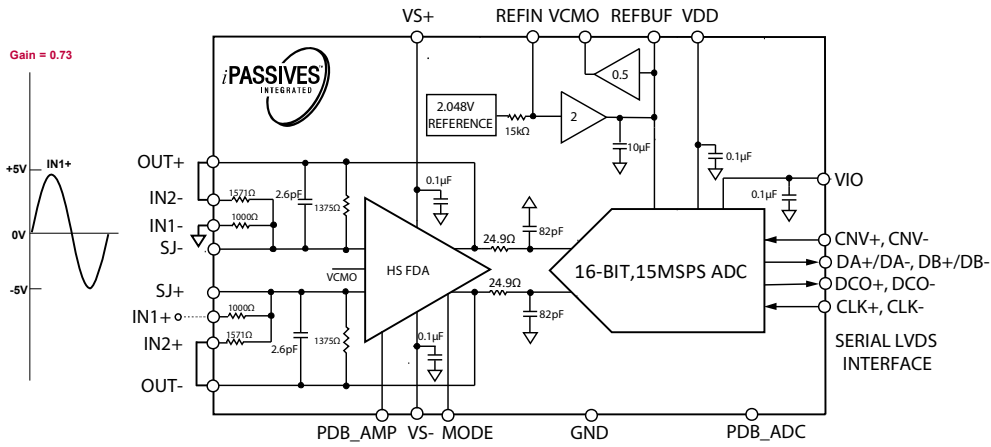 VS+
REFIN VCMO REFBUF VDD
Gain = 0.73
iPASSIVES™
INTEGRATED
0.5
2.048V
REFERENCE
15kΩ
2
10µF
0.1µF
+5V
IN1+
0V
-5V
OUT+
IN2-
IN1-
SJ-
1571Ω
1000Ω
2.6pF
1375Ω
0.1µF
VIO
0.1µF
82pF
24.9Ω
HS FDA
VCMO
16-BIT,15MSPS ADC
CNV+, CNV-
DA+/DA-, DB+/DB-
DCO+, DCO-
CLK+, CLK-
SERIAL LVDS
INTERFACE
SJ+
IN1+
IN2+
OUT-
1000Ω
1571Ω
2.6pF
1375Ω
24.9Ω
82pF
0.1µF
PDB_AMP
VS-
MODE
GND
PDB_ADC